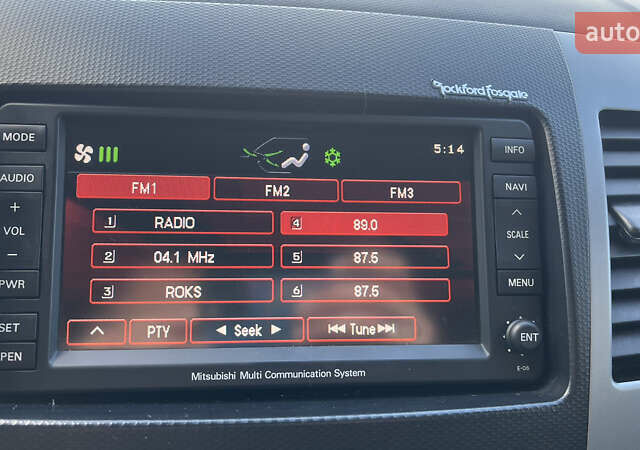 auto
Rockford Fosgate
MODE
AUDIO
+
VOL
−
PWR
SET
PEN
5:14
FM1
FM2
FM3
1 RADIO
4 89.0
2 04.1 MHz
5 87.5
3 ROKS
6 87.5
PTY
◀ Seek ▶
Tune
INFO
NAVI
SCALE
MENU
ENT
E-06
Mitsubishi Multi Communication System